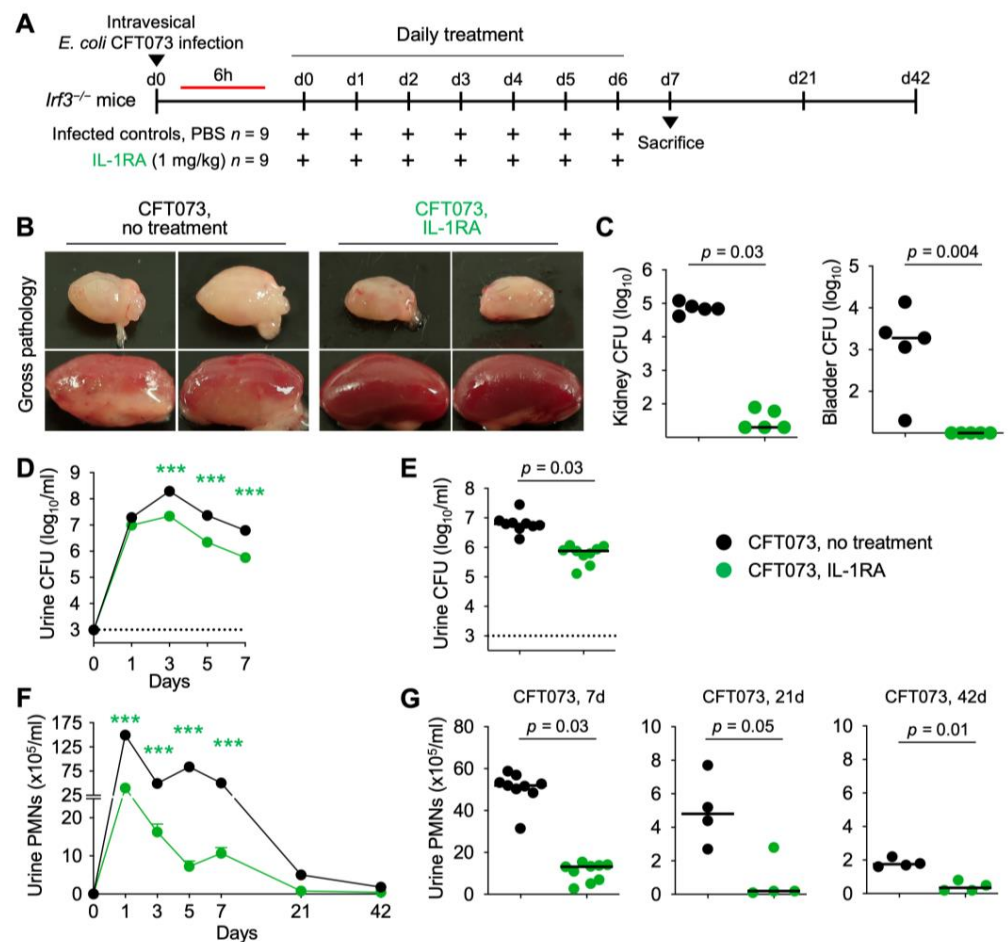 A
Intravesical
E. coli CFT073 infection
Daily treatment
d0 6h d0 d1 d2 d3 d4 d5 d6 d7 d21 d42
Irf3–/– mice
Infected controls, PBS n = 9 + + + + + + +
Sacrifice
IL-1RA (1 mg/kg) n = 9 + + + + + + +
B
CFT073,
no treatment
CFT073,
IL-1RA
Gross pathology
C
p = 0.03
Kidney CFU (log10)
6
5
4
3
2
p = 0.004
Bladder CFU (log10)
5
4
3
2
D
*** *** ***
Urine CFU (log10/ml)
9
8
7
6
5
4
3
0 1 3 5 7
Days
E
p = 0.03
Urine CFU (log10/ml)
8
7
6
5
4
3
CFT073, no treatment
CFT073, IL-1RA
F
*** *** *** ***
Urine PMNs (x10⁵/ml)
175
125
75
25
20
10
0
0 1 3 5 7 21 42
Days
G
CFT073, 7d
p = 0.03
Urine PMNs (x10⁵/ml)
80
60
40
20
0
CFT073, 21d
p = 0.05
10
8
6
4
2
0
CFT073, 42d
p = 0.01
10
8
6
4
2
0